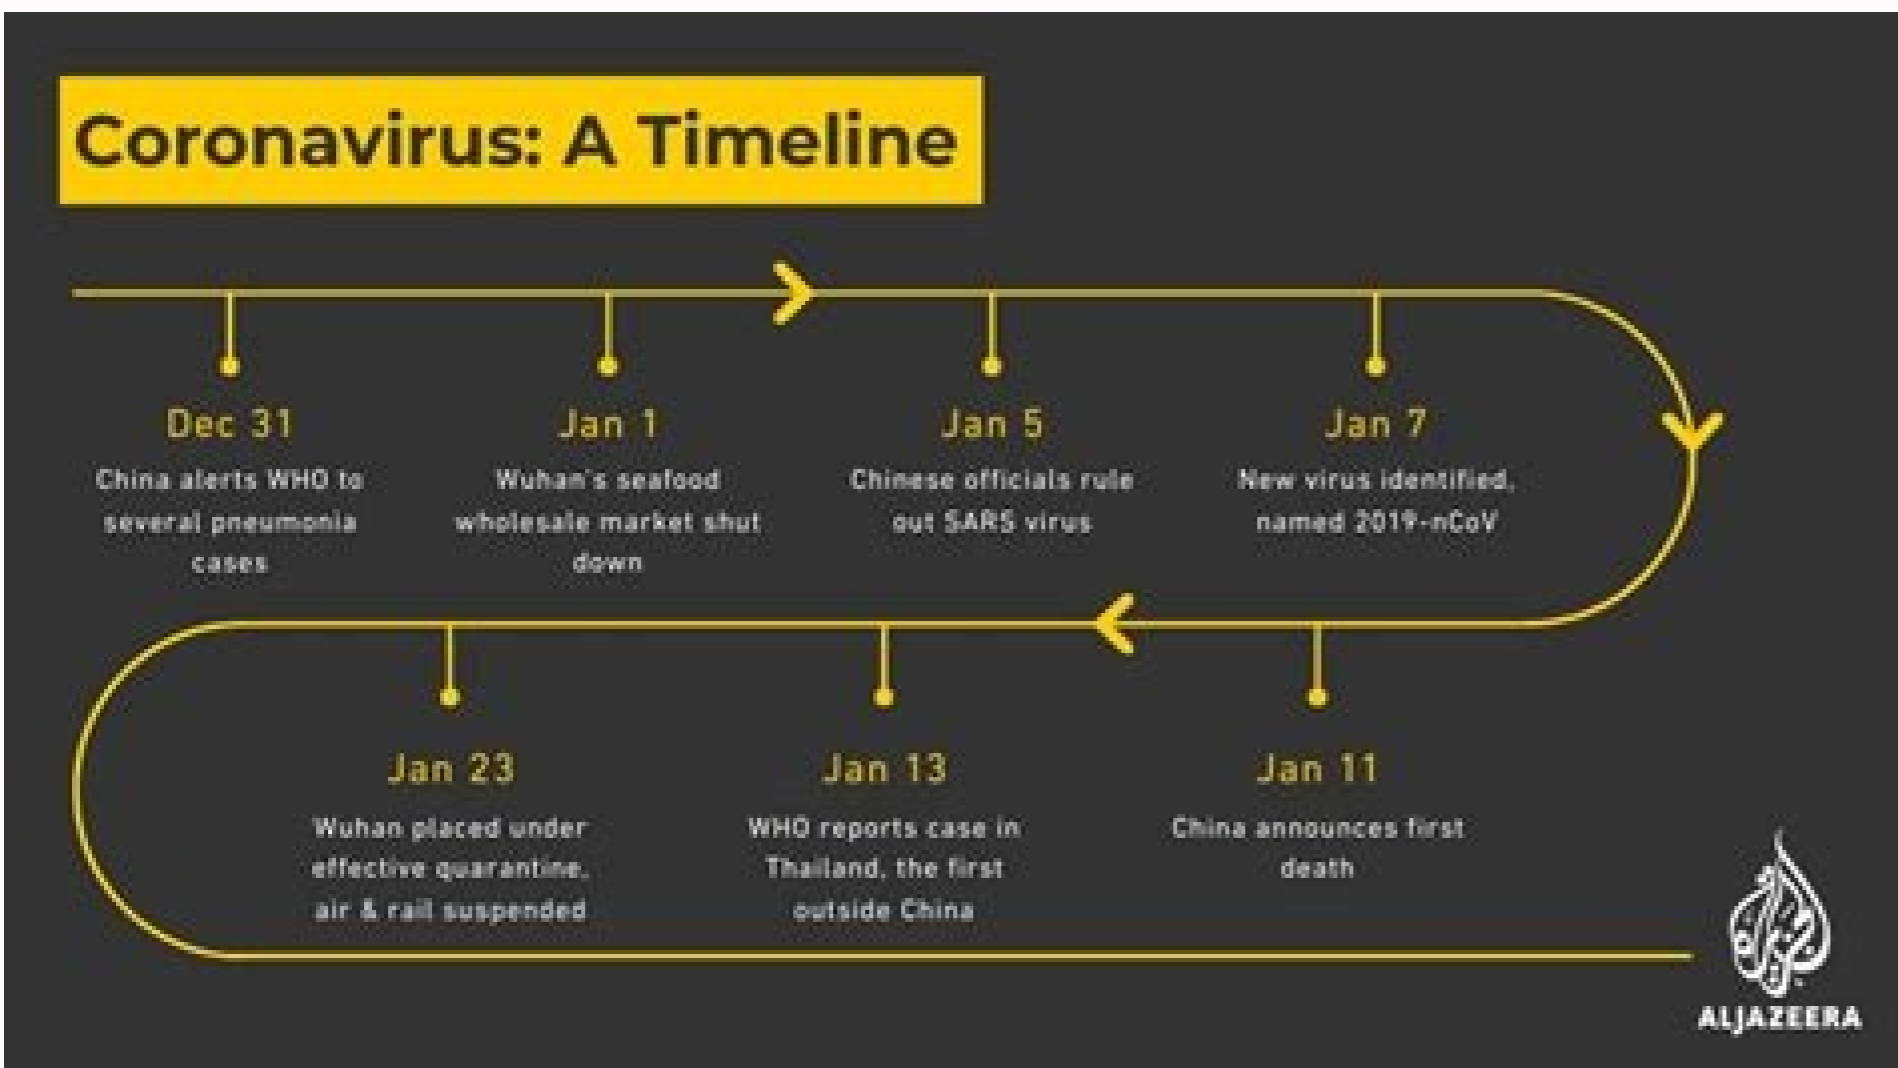 Coronavirus: A Timeline
Dec 31
China alerts WHO to
several pneumonia
cases
Jan 1
Wuhan's seafood
wholesale market shut
down
Jan 5
Chinese officials rule
out SARS virus
Jan 7
New virus identified,
named 2019-nCoV
Jan 11
China announces first
death
Jan 13
WHO reports case in
Thailand, the first
outside China
Jan 23
Wuhan placed under
effective quarantine,
air & rail suspended
الجزيرة
ALJAZEERA